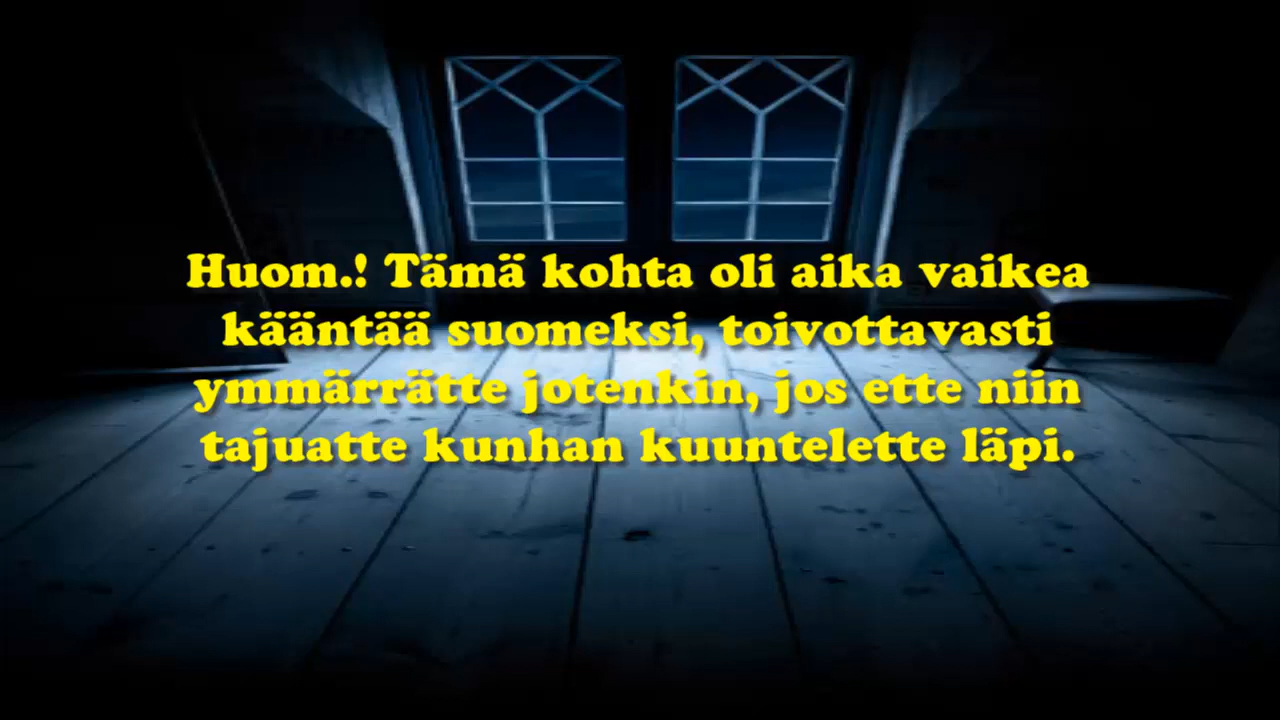 Huom.! Tämä kohta oli aika vaikea
kääntää suomeksi, toivottavasti
ymmärrätte jotenkin, jos ette niin
tajuatte kunhan kuuntelette läpi.